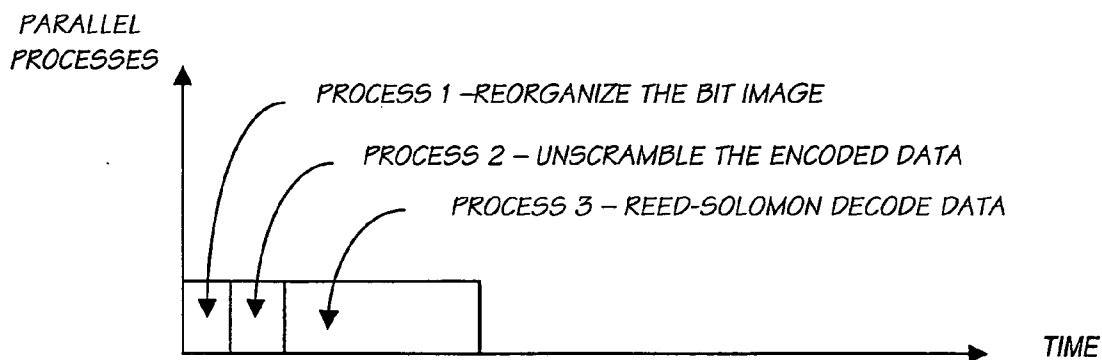 PARALLEL
PROCESSES
PROCESS 1 –REORGANIZE THE BIT IMAGE
PROCESS 2 – UNSCRAMBLE THE ENCODED DATA
PROCESS 3 – REED-SOLOMON DECODE DATA
TIME